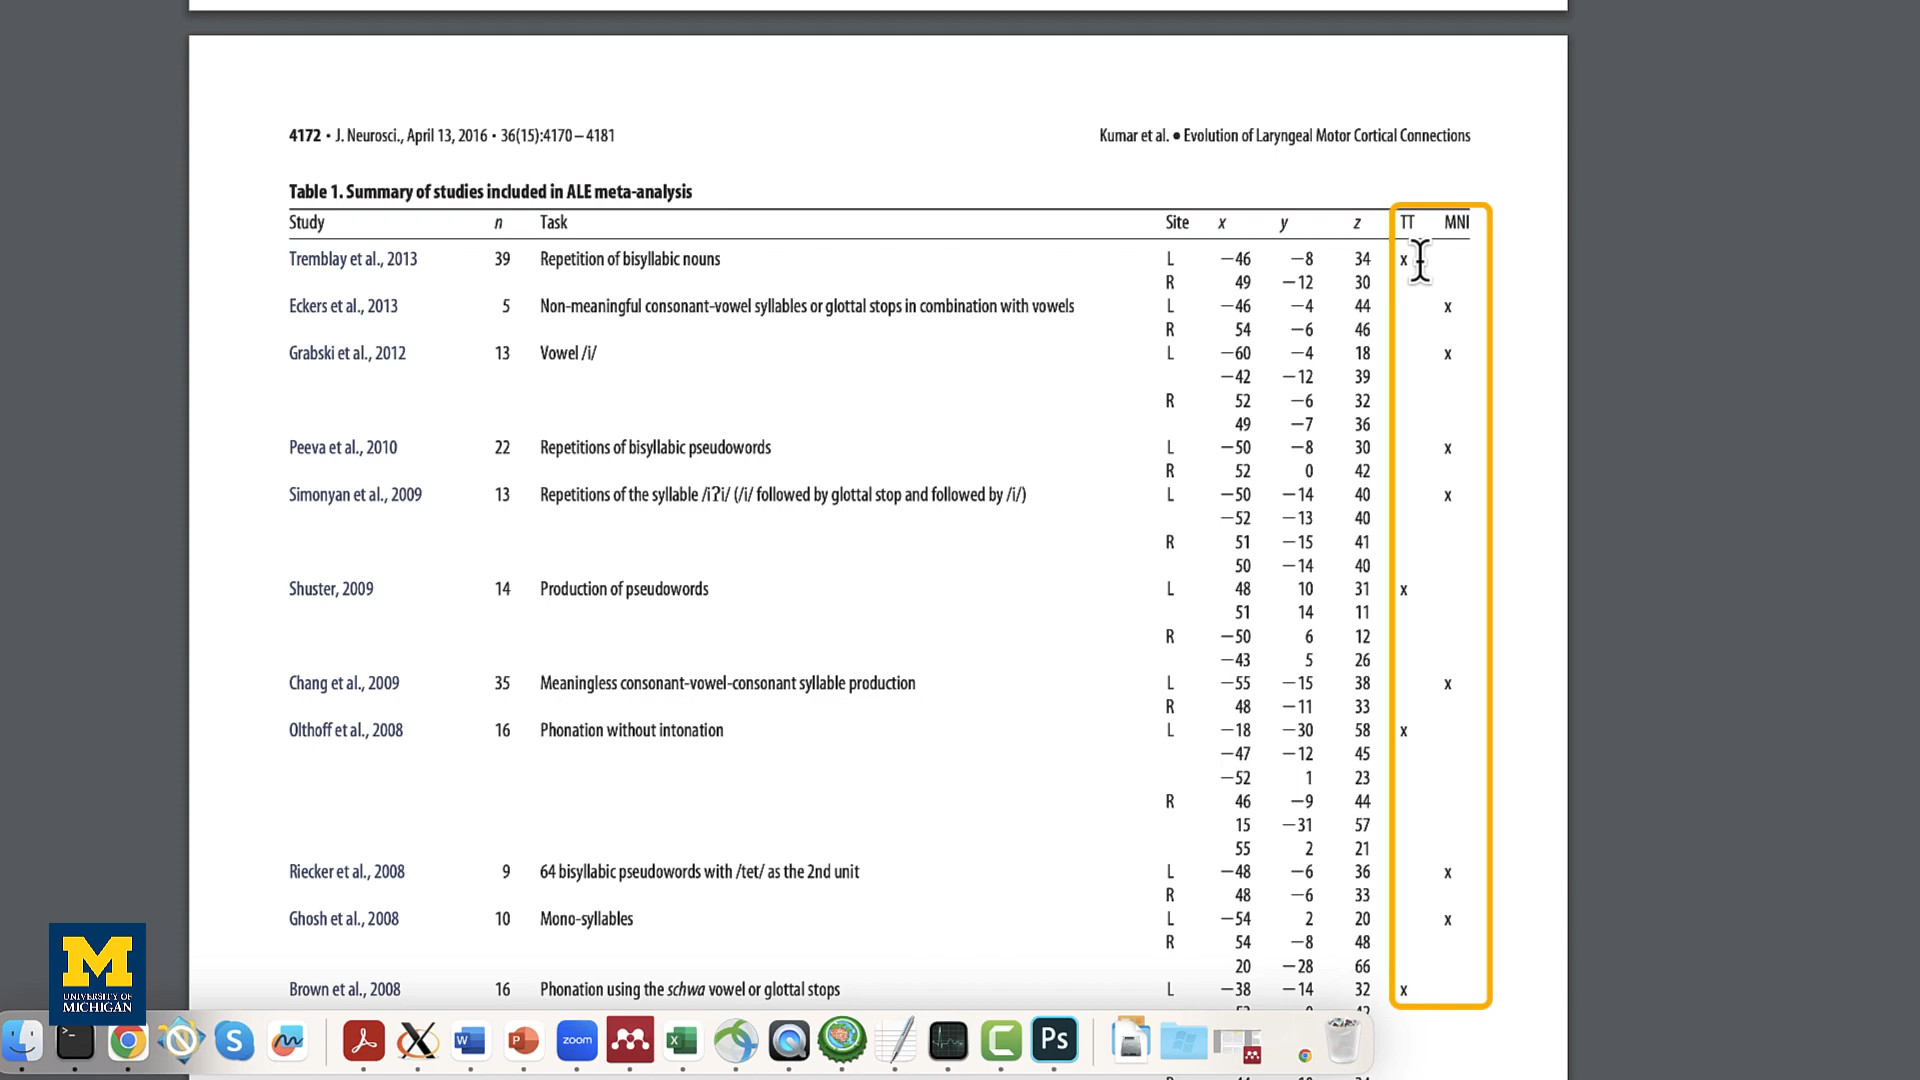 4172 • J. Neurosci., April 13, 2016 • 36(15):4170–4181 Kumar et al. • Evolution of Laryngeal Motor Cortical Connections
Table 1. Summary of studies included in ALE meta-analysis
Study n Task Site x y z TT MNI
Tremblay et al., 2013 39 Repetition of bisyllabic nouns L −46 −8 34 x
R 49 −12 30
Eckers et al., 2013 5 Non-meaningful consonant-vowel syllables or glottal stops in combination with vowels L −46 −4 44 x
R 54 −6 46
Grabski et al., 2012 13 Vowel /i/ L −60 −4 18 x
−42 −12 39
R 52 −6 32
49 −7 36
Peeva et al., 2010 22 Repetitions of bisyllabic pseudowords L −50 −8 30 x
R 52 0 42
Simonyan et al., 2009 13 Repetitions of the syllable /iʔi/ (/i/ followed by glottal stop and followed by /i/) L −50 −14 40 x
−52 −13 40
R 51 −15 41
50 −14 40
Shuster, 2009 14 Production of pseudowords L 48 10 31 x
51 14 11
R −50 6 12
−43 5 26
Chang et al., 2009 35 Meaningless consonant-vowel-consonant syllable production L −55 −15 38 x
R 48 −11 33
Olthoff et al., 2008 16 Phonation without intonation L −18 −30 58 x
−47 −12 45
−52 1 23
R 46 −9 44
15 −31 57
55 2 21
Riecker et al., 2008 9 64 bisyllabic pseudowords with /tet/ as the 2nd unit L −48 −6 36 x
R 48 −6 33
Ghosh et al., 2008 10 Mono-syllables L −54 2 20 x
R 54 −8 48
20 −28 66
Brown et al., 2008 16 Phonation using the schwa vowel or glottal stops L −38 −14 32 x
M
UNIVERSITY OF
MICHIGAN
zoom
Ps